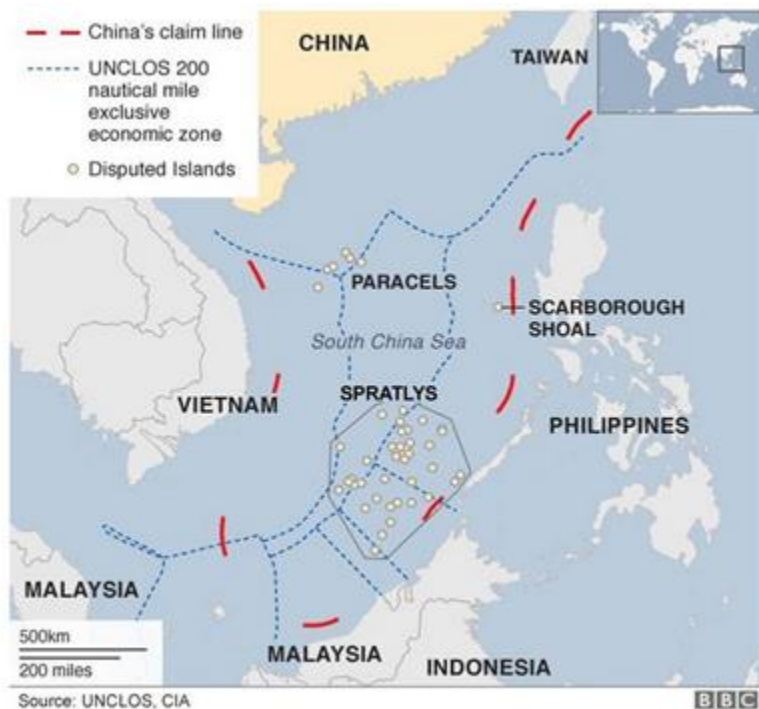 China's claim line
UNCLOS 200
nautical mile
exclusive
economic zone
Disputed Islands
CHINA
TAIWAN
PARACELS
SCARBOROUGH
SHOAL
South China Sea
SPRATLYS
VIETNAM
PHILIPPINES
MALAYSIA
500km
200 miles
MALAYSIA
INDONESIA
Source: UNCLOS, CIA
BBC